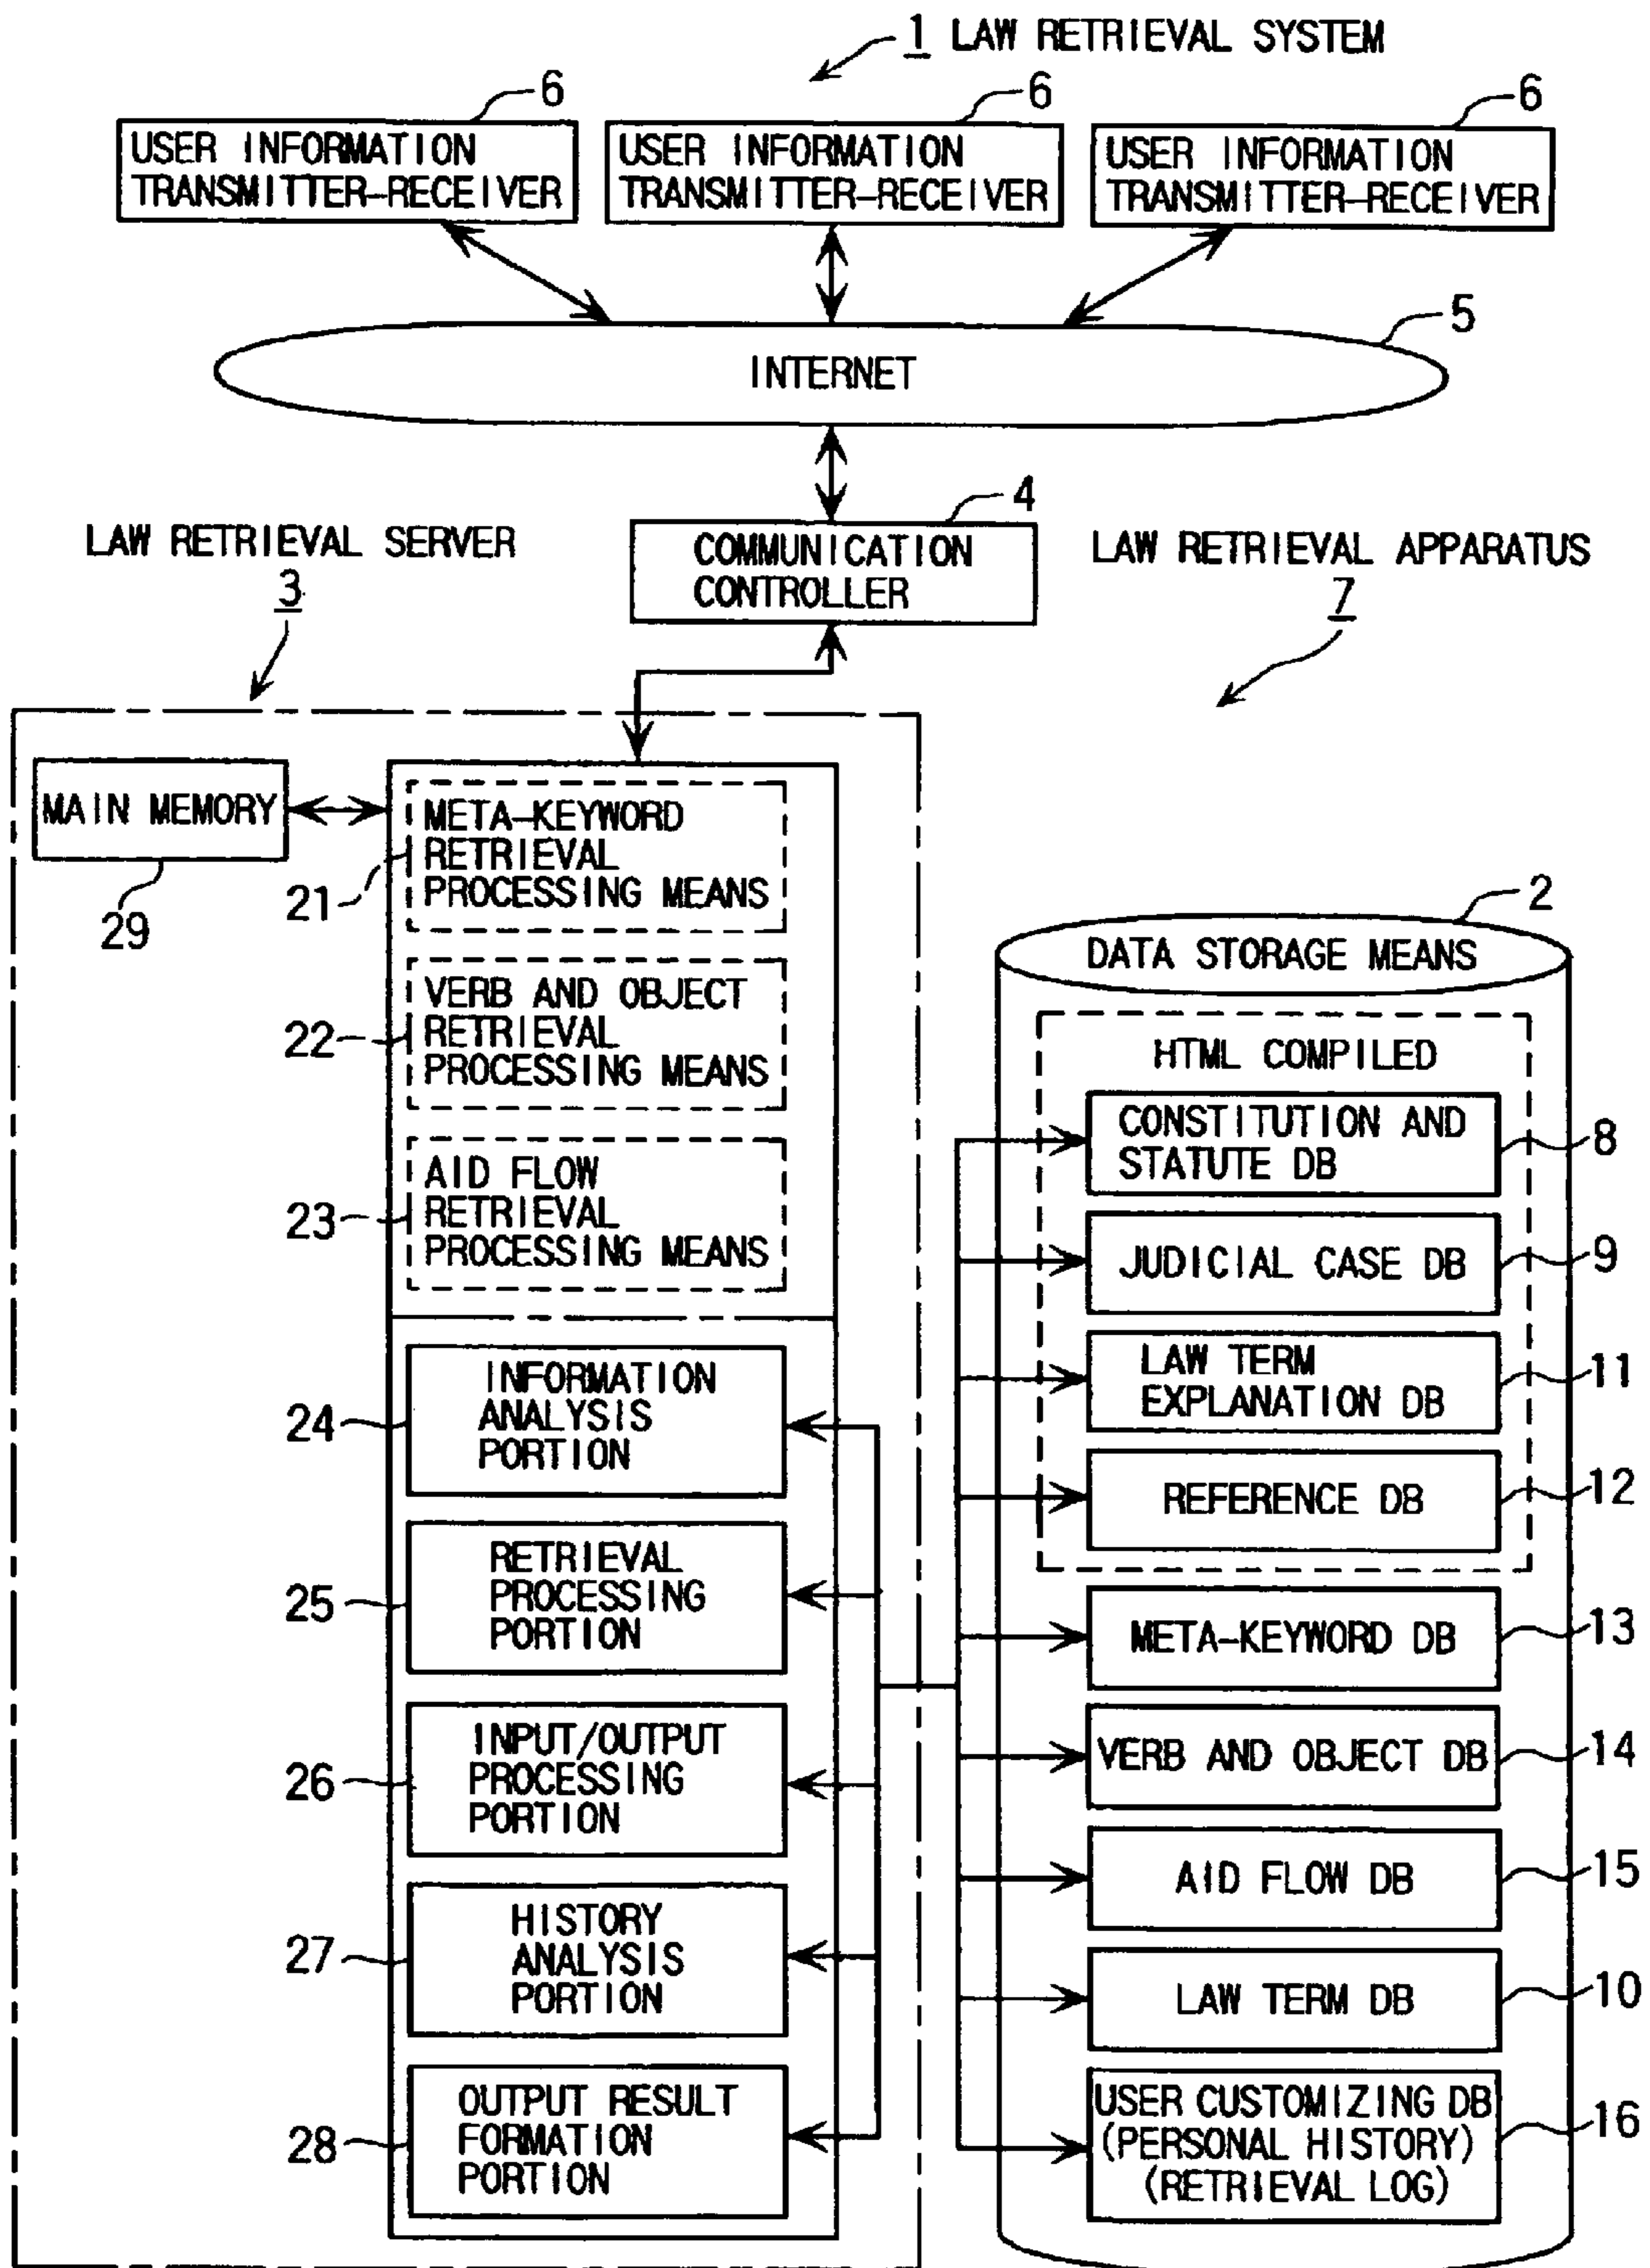 1 LAW RETRIEVAL SYSTEM
6
6
6
USER INFORMATION
TRANSMITTER-RECEIVER
USER INFORMATION
TRANSMITTER-RECEIVER
USER INFORMATION
TRANSMITTER-RECEIVER
5
INTERNET
4
LAW RETRIEVAL SERVER
3
COMMUNICATION
CONTROLLER
LAW RETRIEVAL APPARATUS
7
MAIN MEMORY
29
META-KEYWORD
RETRIEVAL
PROCESSING MEANS
21
VERB AND OBJECT
RETRIEVAL
PROCESSING MEANS
22
AID FLOW
RETRIEVAL
PROCESSING MEANS
23
INFORMATION
ANALYSIS
PORTION
24
RETRIEVAL
PROCESSING
PORTION
25
INPUT/OUTPUT
PROCESSING
PORTION
26
HISTORY
ANALYSIS
PORTION
27
OUTPUT RESULT
FORMATION
PORTION
28
2
DATA STORAGE MEANS
HTML COMPILED
CONSTITUTION AND
STATUTE DB
8
JUDICIAL CASE DB
9
LAW TERM
EXPLANATION DB
11
REFERENCE DB
12
META-KEYWORD DB
13
VERB AND OBJECT DB
14
AID FLOW DB
15
LAW TERM DB
10
USER CUSTOMIZING DB
(PERSONAL HISTORY)
(RETRIEVAL LOG)
16